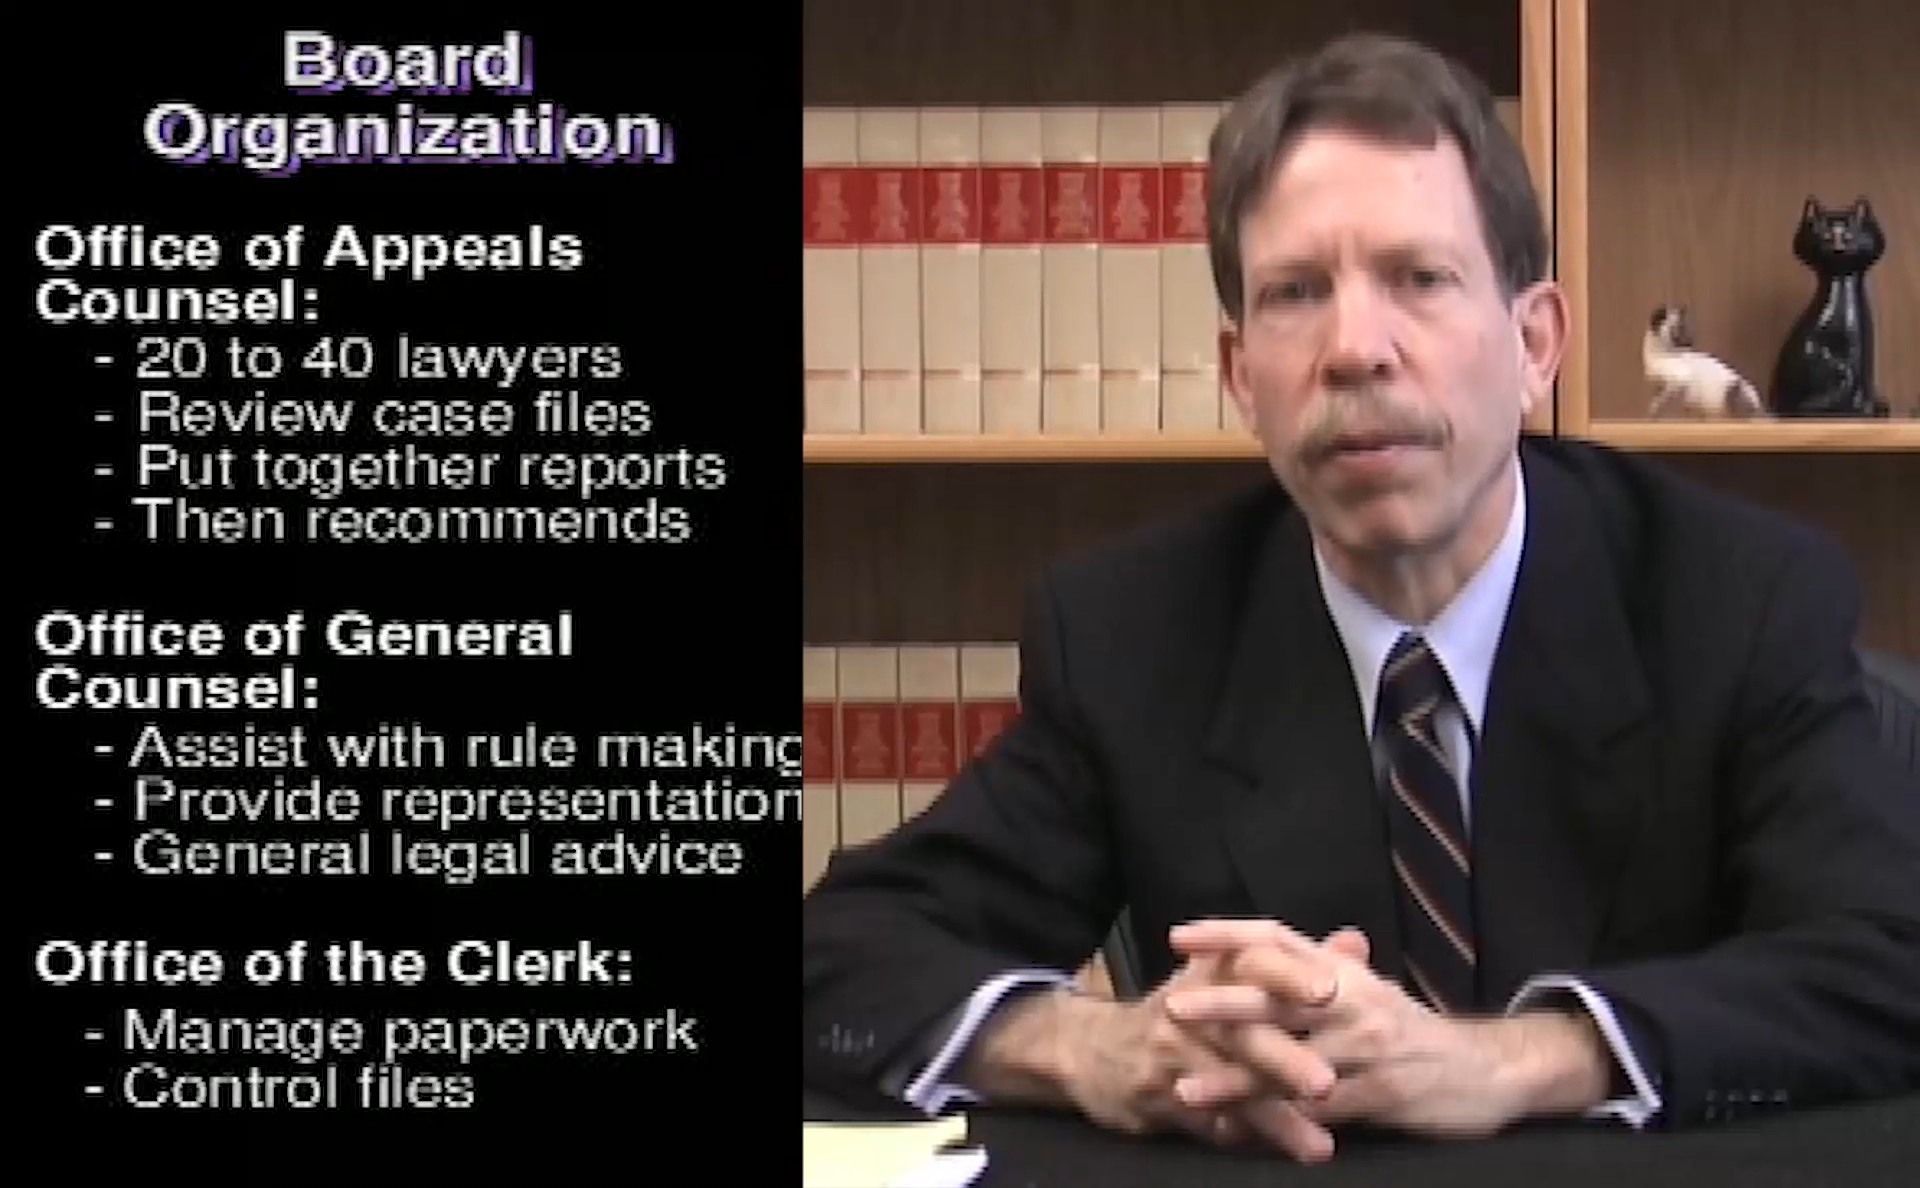 Board
Organization
Office of Appeals
Counsel:
- 20 to 40 lawyers
- Review case files
- Put together reports
- Then recommends
Office of General
Counsel:
- Assist with rule making
- Provide representation
- General legal advice
Office of the Clerk:
- Manage paperwork
- Control files